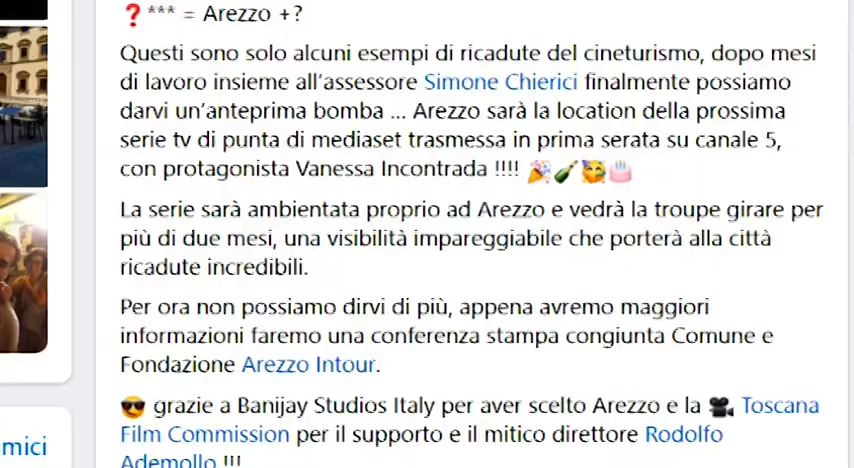 ❓*** = Arezzo +?
Questi sono solo alcuni esempi di ricadute del cineturismo, dopo mesi
di lavoro insieme all'assessore Simone Chierici finalmente possiamo
darvi un'anteprima bomba ... Arezzo sarà la location della prossima
serie tv di punta di mediaset trasmessa in prima serata su canale 5,
con protagonista Vanessa Incontrada !!!! 🎉🍾🥳🎂
La serie sarà ambientata proprio ad Arezzo e vedrà la troupe girare per
più di due mesi, una visibilità impareggiabile che porterà alla città
ricadute incredibili.
Per ora non possiamo dirvi di più, appena avremo maggiori
informazioni faremo una conferenza stampa congiunta Comune e
Fondazione Arezzo Intour.
😎 grazie a Banijay Studios Italy per aver scelto Arezzo e la 🎥 Toscana
Film Commission per il supporto e il mitico direttore Rodolfo
Ademollo !!!
mici